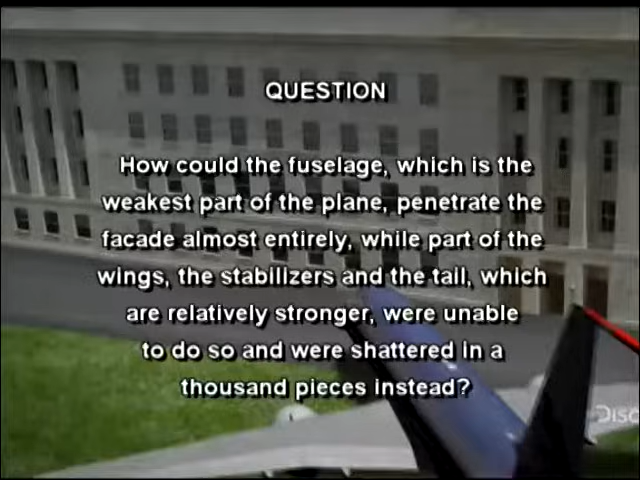 QUESTION
How could the fuselage, which is the
weakest part of the plane, penetrate the
facade almost entirely, while part of the
wings, the stabilizers and the tail, which
are relatively stronger, were unable
to do so and were shattered in a
thousand pieces instead?